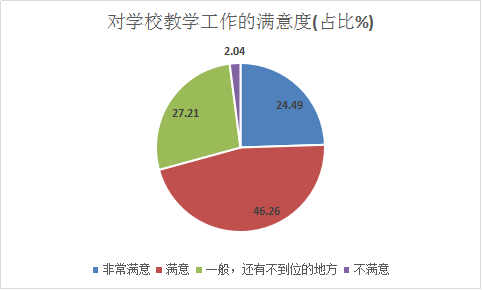 对学校教学工作的满意度(占比%)
2.04
24.49
27.21
46.26
非常满意 满意 一般，还有不到位的地方 不满意